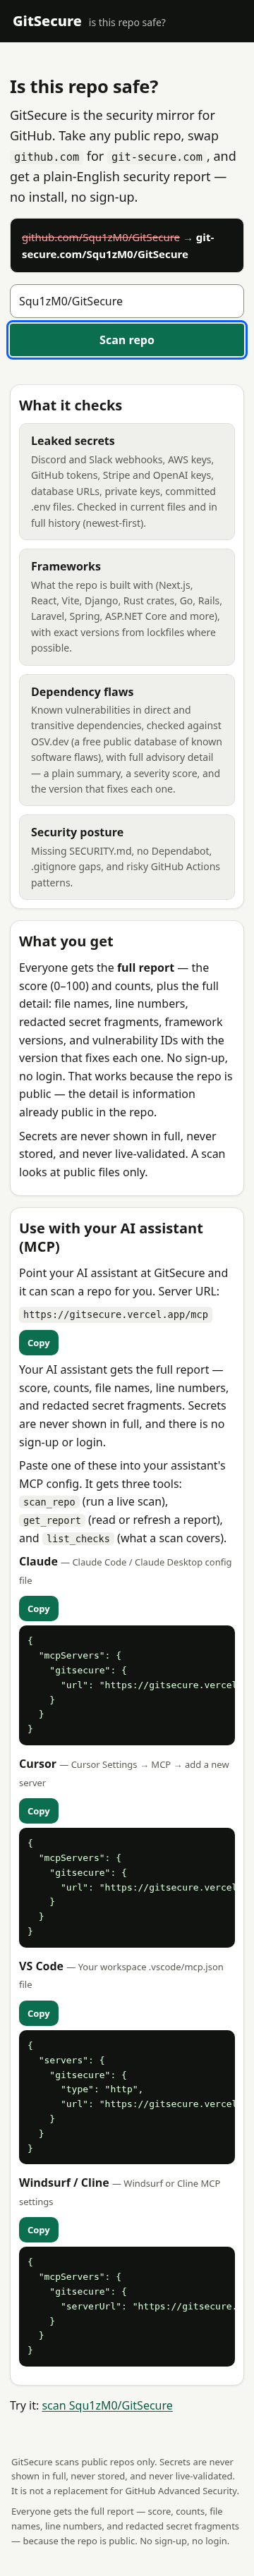 GitSecure is this repo safe?
Is this repo safe?
GitSecure is the security mirror for
GitHub. Take any public repo, swap
github.com for git-secure.com, and
get a plain-English security report —
no install, no sign-up.
github.com/Squ1zM0/GitSecure → git-
secure.com/Squ1zM0/GitSecure
Squ1zM0/GitSecure
Scan repo
What it checks
Leaked secrets
Discord and Slack webhooks, AWS keys,
GitHub tokens, Stripe and OpenAI keys,
database URLs, private keys, committed
.env files. Checked in current files and in
full history (newest-first).
Frameworks
What the repo is built with (Next.js,
React, Vite, Django, Rust crates, Go, Rails,
Laravel, Spring, ASP.NET Core and more),
with exact versions from lockfiles where
possible.
Dependency flaws
Known vulnerabilities in direct and
transitive dependencies, checked against
OSV.dev (a free public database of known
software flaws), with full advisory detail
— a plain summary, a severity score, and
the version that fixes each one.
Security posture
Missing SECURITY.md, no Dependabot,
.gitignore gaps, and risky GitHub Actions
patterns.
What you get
Everyone gets the full report — the
score (0–100) and counts, plus the full
detail: file names, line numbers,
redacted secret fragments, framework
versions, and vulnerability IDs with the
version that fixes each one. No sign-up,
no login. That works because the repo is
public — the detail is information
already public in the repo.
Secrets are never shown in full, never
stored, and never live-validated. A scan
looks at public files only.
Use with your AI assistant
(MCP)
Point your AI assistant at GitSecure and
it can scan a repo for you. Server URL:
https://gitsecure.vercel.app/mcp
Copy
Your AI assistant gets the full report —
score, counts, file names, line numbers,
and redacted secret fragments. Secrets
are never shown in full, and there is no
sign-up or login.
Paste one of these into your assistant's
MCP config. It gets three tools:
scan_repo (run a live scan),
get_report (read or refresh a report),
and list_checks (what a scan covers).
Claude — Claude Code / Claude Desktop config
file
Copy
{
"mcpServers": {
"gitsecure": {
"url": "https://gitsecure.vercel
}
}
}
Cursor — Cursor Settings → MCP → add a new
server
Copy
{
"mcpServers": {
"gitsecure": {
"url": "https://gitsecure.vercel
}
}
}
VS Code — Your workspace .vscode/mcp.json
file
Copy
{
"servers": {
"gitsecure": {
"type": "http",
"url": "https://gitsecure.vercel
}
}
}
Windsurf / Cline — Windsurf or Cline MCP
settings
Copy
{
"mcpServers": {
"gitsecure": {
"serverUrl": "https://gitsecure.
}
}
}
Try it: scan Squ1zM0/GitSecure
GitSecure scans public repos only. Secrets are never
shown in full, never stored, and never live-validated.
It is not a replacement for GitHub Advanced Security.
Everyone gets the full report — score, counts, file
names, line numbers, and redacted secret fragments
— because the repo is public. No sign-up, no login.